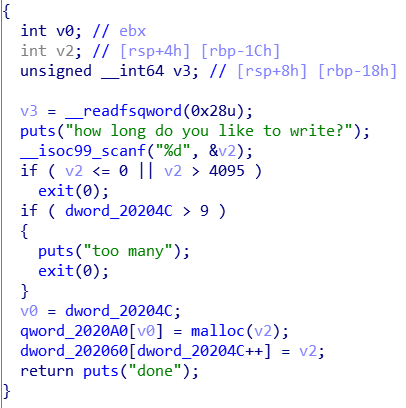 {
int v0; // ebx
int v2; // [rsp+4h] [rbp-1Ch]
unsigned __int64 v3; // [rsp+8h] [rbp-18h]
v3 = __readfsqword(0x28u);
puts("how long do you like to write?");
__isoc99_scanf("%d", &v2);
if ( v2 <= 0 || v2 > 4095 )
exit(0);
if ( dword_20204C > 9 )
{
puts("too many");
exit(0);
}
v0 = dword_20204C;
qword_2020A0[v0] = malloc(v2);
dword_202060[dword_20204C++] = v2;
return puts("done");
}